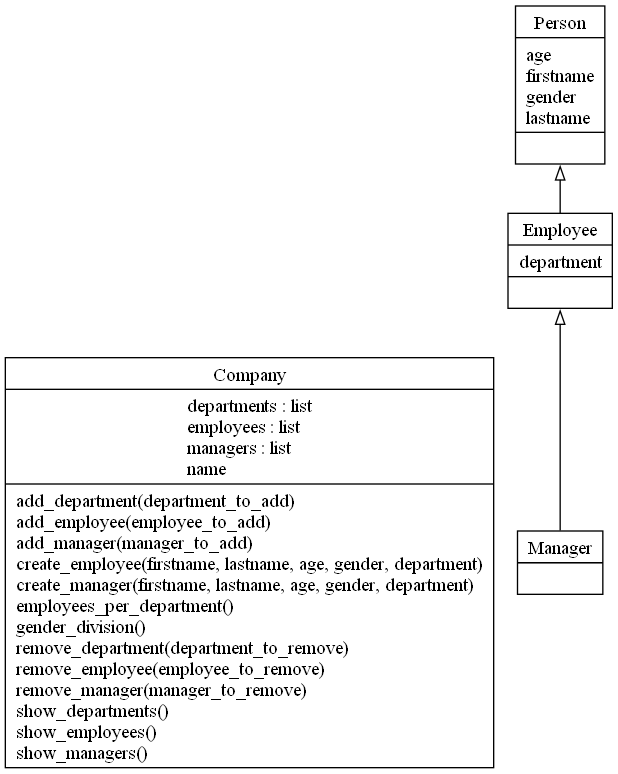 Person
age
firstname
gender
lastname
Employee
department
Company
departments : list
employees : list
managers : list
name
add_department(department_to_add)
add_employee(employee_to_add)
add_manager(manager_to_add)
create_employee(firstname, lastname, age, gender, department)
create_manager(firstname, lastname, age, gender, department)
employees_per_department()
gender_division()
remove_department(department_to_remove)
remove_employee(employee_to_remove)
remove_manager(manager_to_remove)
show_departments()
show_employees()
show_managers()
Manager